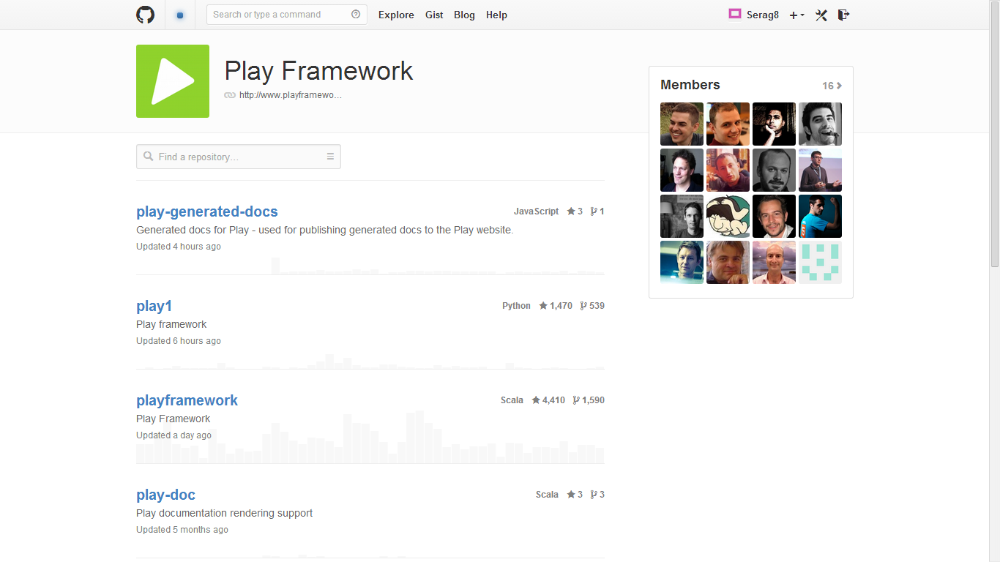 Search or type a command
Explore Gist Blog Help
Serag8
Play Framework
http://www.playframewo...
Members 16
Find a repository...
play-generated-docs JavaScript 3 1
Generated docs for Play - used for publishing generated docs to the Play website.
Updated 4 hours ago
play1 Python 1,470 539
Play framework
Updated 6 hours ago
playframework Scala 4,410 1,590
Play Framework
Updated a day ago
play-doc Scala 3 3
Play documentation rendering support
Updated 5 months ago